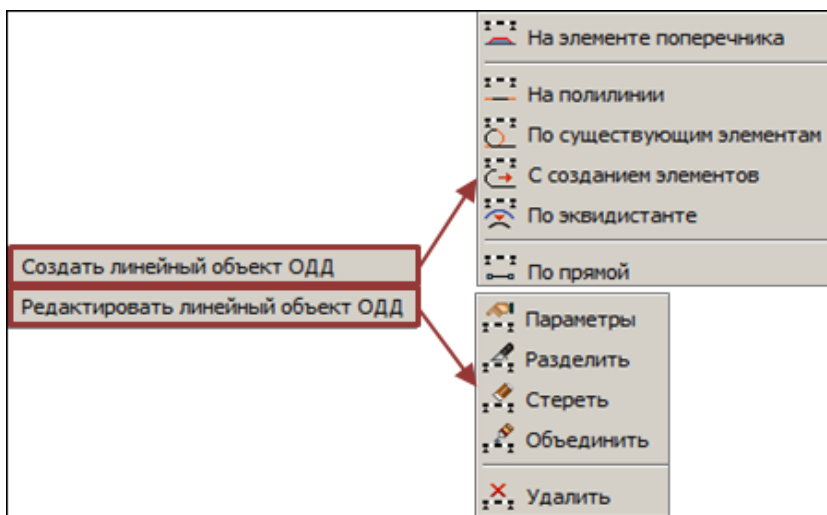 На элементе поперечника
На полилинии
По существующим элементам
С созданием элементов
По эквидистанте
По прямой
Создать линейный объект ОДД
Редактировать линейный объект ОДД
Параметры
Разделить
Стереть
Объединить
Удалить